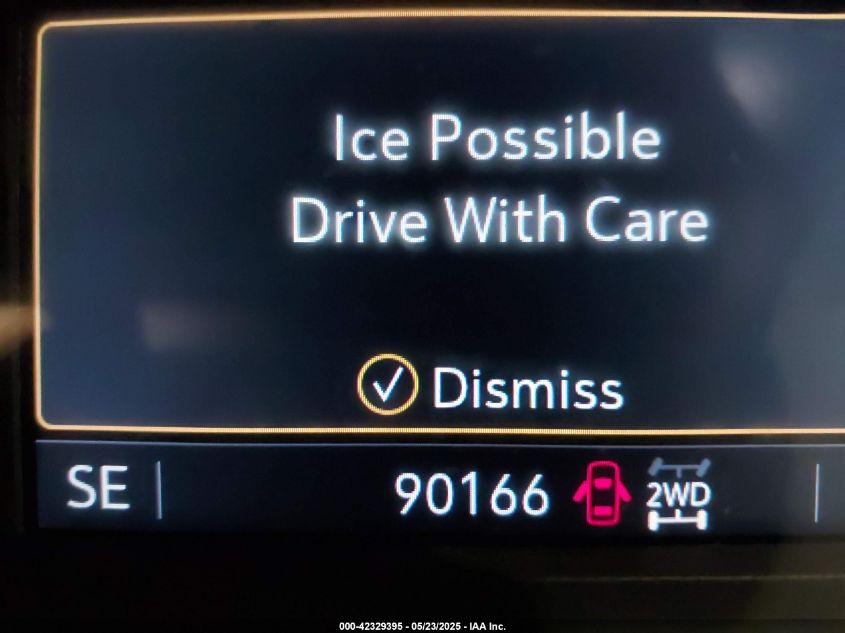 Ice Possible
Drive With Care
Dismiss
SE 90166 2WD
000-42329395 - 05/23/2025 - IAA Inc.